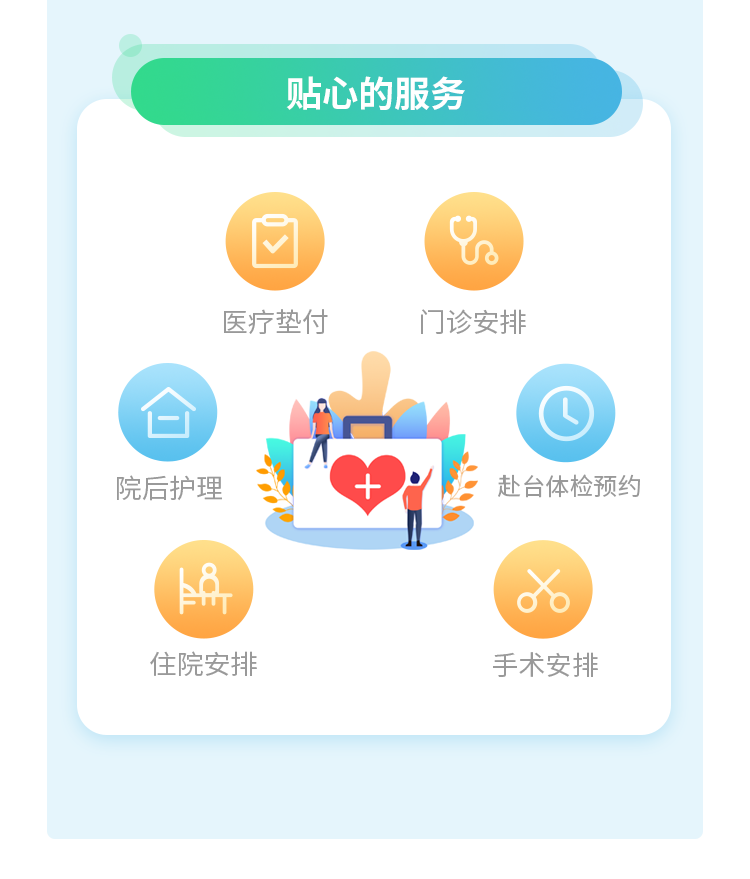 贴心的服务
医疗垫付
门诊安排
院后护理
赴台体检预约
住院安排
手术安排